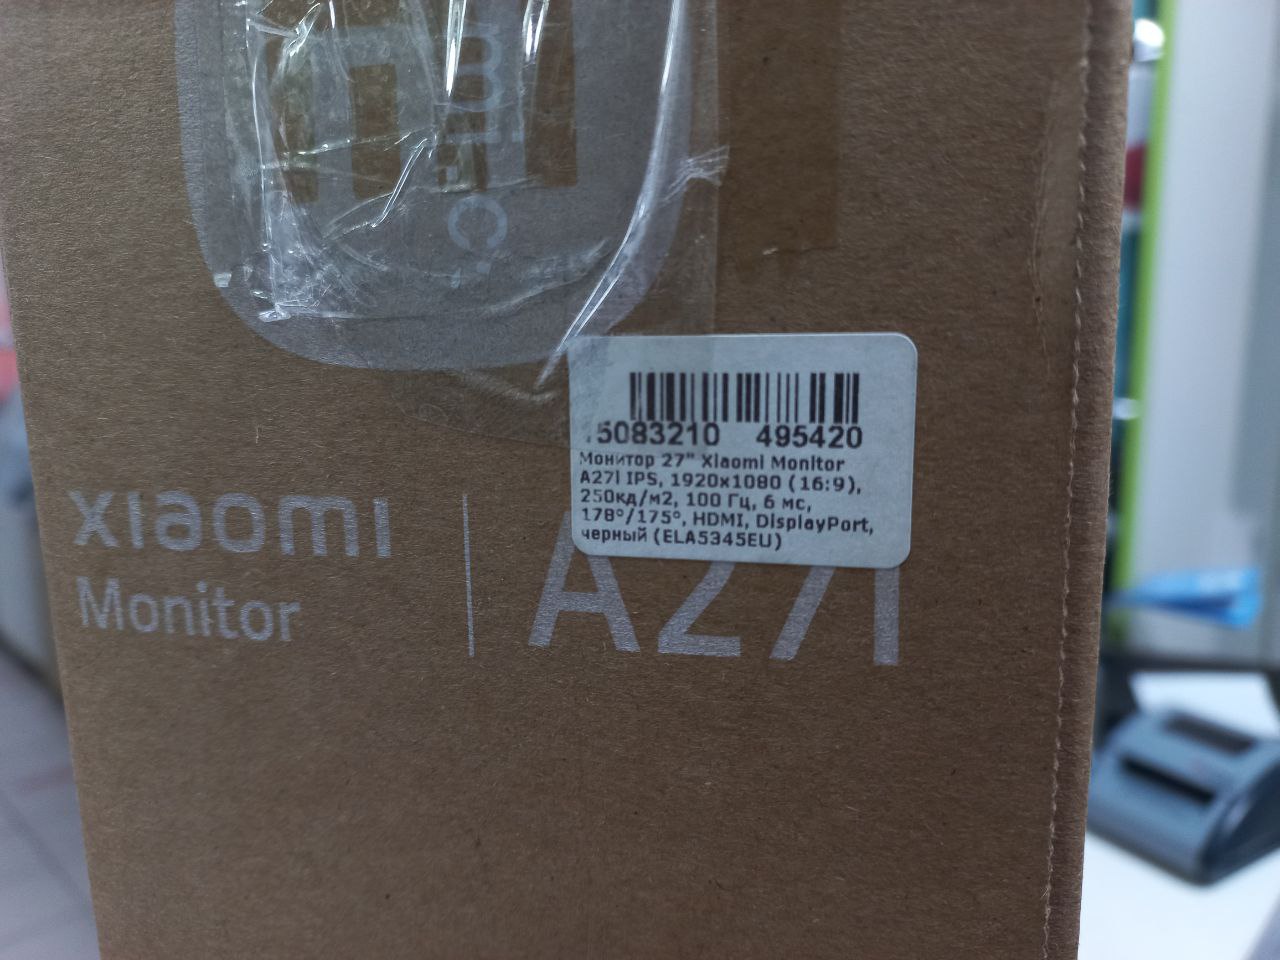 mi.c
5083210 495420
Монитор 27" Xiaomi Monitor
A27i IPS, 1920x1080 (16:9),
250кд/м2, 100 Гц, 6 мс,
178°/175°, HDMI, DisplayPort,
черный (ELA5345EU)
xiaomi
Monitor
A27i